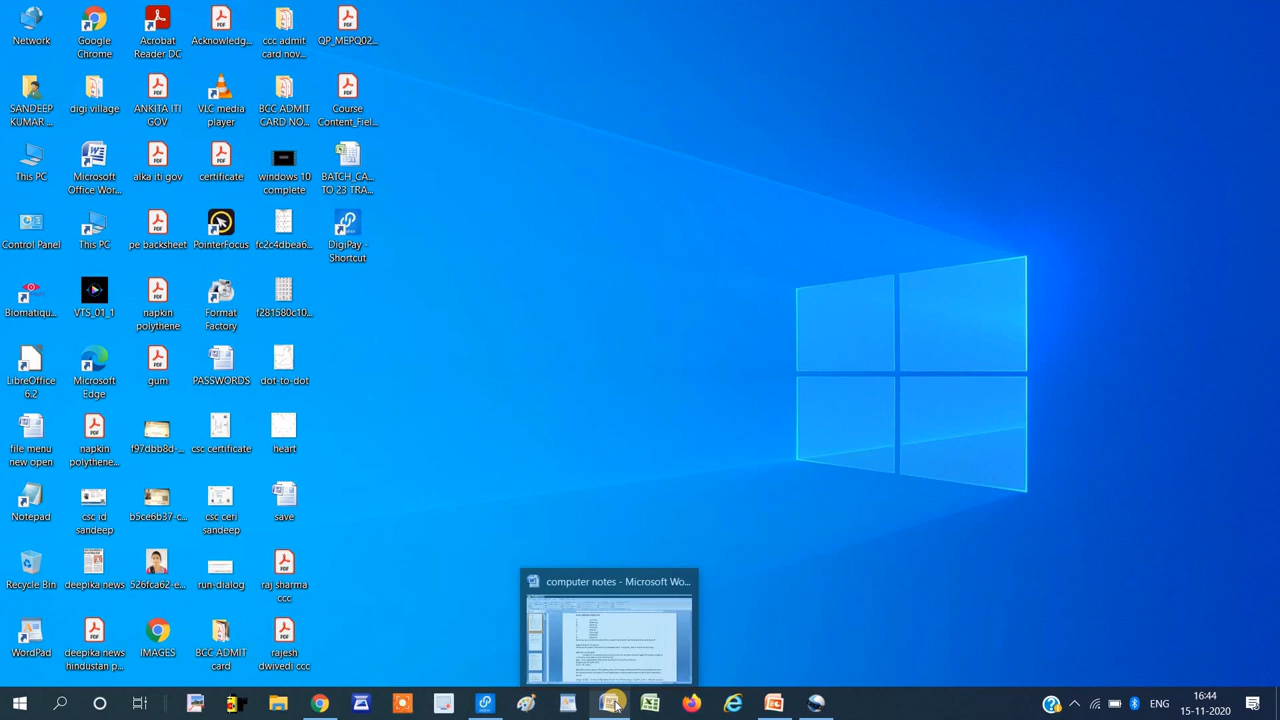 Network
Google
Chrome
Acrobat
Reader DC
Acknowledg...
ccc admit
card nov...
QP_MEPQ02...
SANDEEP
KUMAR ...
digi village
ANKITA ITI
GOV
VLC media
player
BCC ADMIT
CARD NO...
Course
Content_Fiel...
This PC
Microsoft
Office Wor...
alka iti gov
certificate
windows 10
complete
BATCH_CA...
TO 23 TRA...
Control Panel
This PC
pe backsheet
PointerFocus
fc2c4dbea6...
DigiPay -
Shortcut
Biomatiqu...
VTS_01_1
napkin
polythene
Format
Factory
f281580c10...
LibreOffice
6.2
Microsoft
Edge
gum
PASSWORDS
dot-to-dot
file menu
new open
napkin
polythene...
f97dbb8d-...
csc certificate
heart
Notepad
csc id
sandeep
b5ce6b37-c...
csc ceri
sandeep
save
Recycle Bin
deepika news
526fca62-e...
run-dialog
raj sharma
ccc
WordPad
deepika news
hindustan p...
IMAGES
BCC ADMIT
card
rajesh
dwivedi ccc
computer notes - Microsoft Wo...
ENG
16:44
15-11-2020